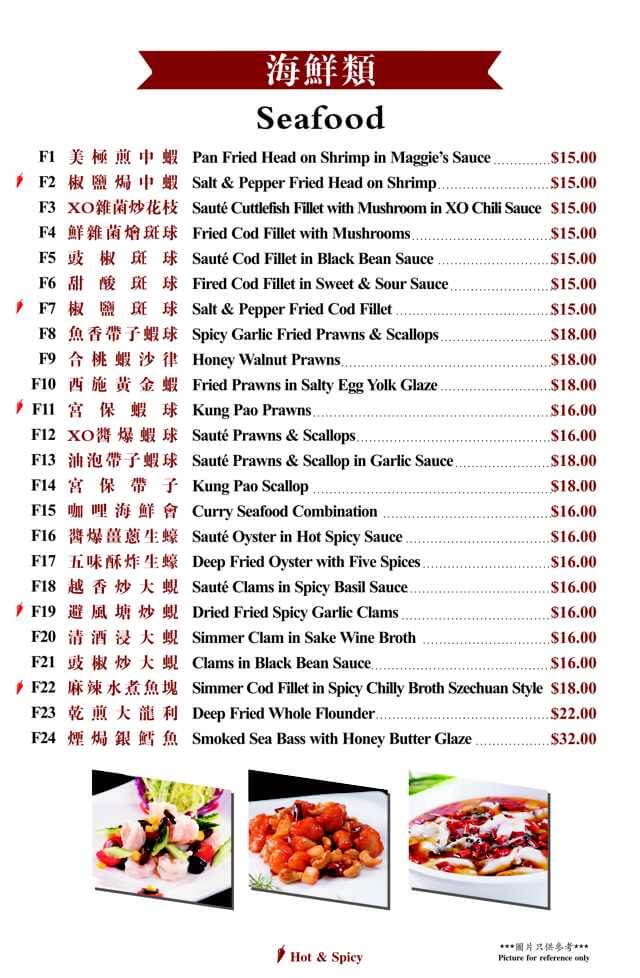 海鮮類
Seafood
F1 美極煎中蝦 Pan Fried Head on Shrimp in Maggie's Sauce $15.00
F2 椒鹽焗中蝦 Salt & Pepper Fried Head on Shrimp $15.00
F3 XO雜菌炒花枝 Sauté Cuttlefish Fillet with Mushroom in XO Chili Sauce $15.00
F4 鮮雜菌燴斑球 Fried Cod Fillet with Mushrooms $15.00
F5 豉椒斑球 Sauté Cod Fillet in Black Bean Sauce $15.00
F6 甜酸斑球 Fired Cod Fillet in Sweet & Sour Sauce $15.00
F7 椒鹽斑球 Salt & Pepper Fried Cod Fillet $15.00
F8 魚香帶子蝦球 Spicy Garlic Fried Prawns & Scallops $18.00
F9 合桃蝦沙律 Honey Walnut Prawns $18.00
F10 西施黃金蝦 Fried Prawns in Salty Egg Yolk Glaze $18.00
F11 宮保蝦球 Kung Pao Prawns $16.00
F12 XO醬爆蝦球 Sauté Prawns & Scallops $16.00
F13 油泡帶子蝦球 Sauté Prawns & Scallop in Garlic Sauce $18.00
F14 宮保帶子 Kung Pao Scallop $18.00
F15 咖哩海鮮會 Curry Seafood Combination $16.00
F16 醬爆薑蔥生蠔 Sauté Oyster in Hot Spicy Sauce $16.00
F17 五味酥炸生蠔 Deep Fried Oyster with Five Spices $16.00
F18 越香炒大蜆 Sauté Clams in Spicy Basil Sauce $16.00
F19 避風塘炒蜆 Dried Fried Spicy Garlic Clams $16.00
F20 清酒浸大蜆 Simmer Clam in Sake Wine Broth $16.00
F21 豉椒炒大蜆 Clams in Black Bean Sauce $16.00
F22 麻辣水煮魚塊 Simmer Cod Fillet in Spicy Chilly Broth Szechuan Style $18.00
F23 乾煎大龍利 Deep Fried Whole Flounder $22.00
F24 煙焗銀鱈魚 Smoked Sea Bass with Honey Butter Glaze $32.00
***圖片只供參考***
Hot & Spicy
Picture for reference only